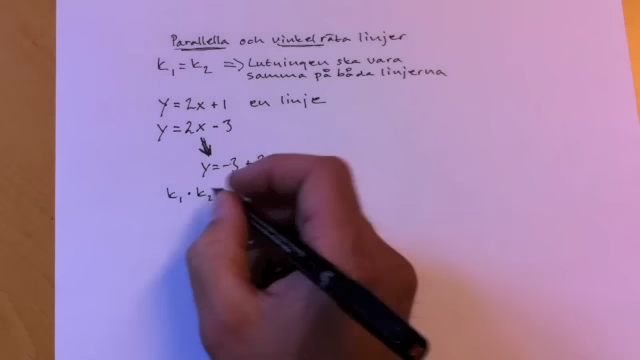 Parallella och vinkelräta linjer
k₁ = k₂ => Lutningen ska vara
samma på båda linjerna
y = 2x + 1 en linje
y = 2x - 3
y = -3 +
k₁ · k₂